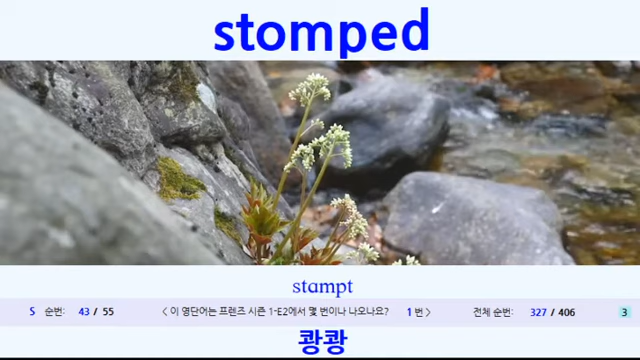 stomped
stampt
S 순번: 43 / 55 < 이 영단어는 프렌즈 시즌 1-E2에서 몇 번이나 나오나요? 1 번 > 전체 순번: 327 / 406 3
쾅쾅